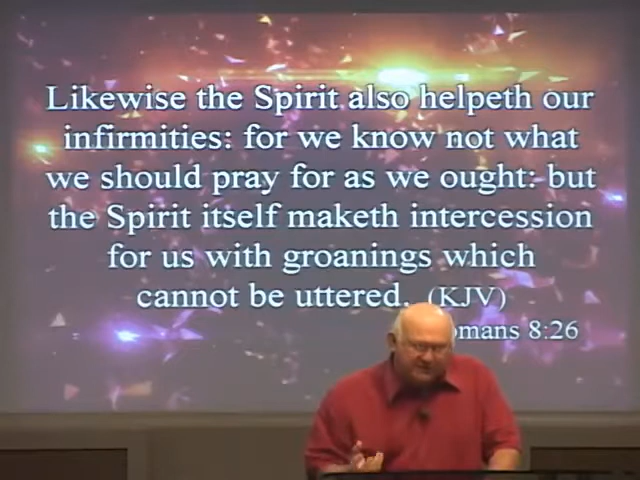 Likewise the Spirit also helpeth our
infirmities: for we know not what
we should pray for as we ought: but
the Spirit itself maketh intercession
for us with groanings which
cannot be uttered. (KJV)
8:26